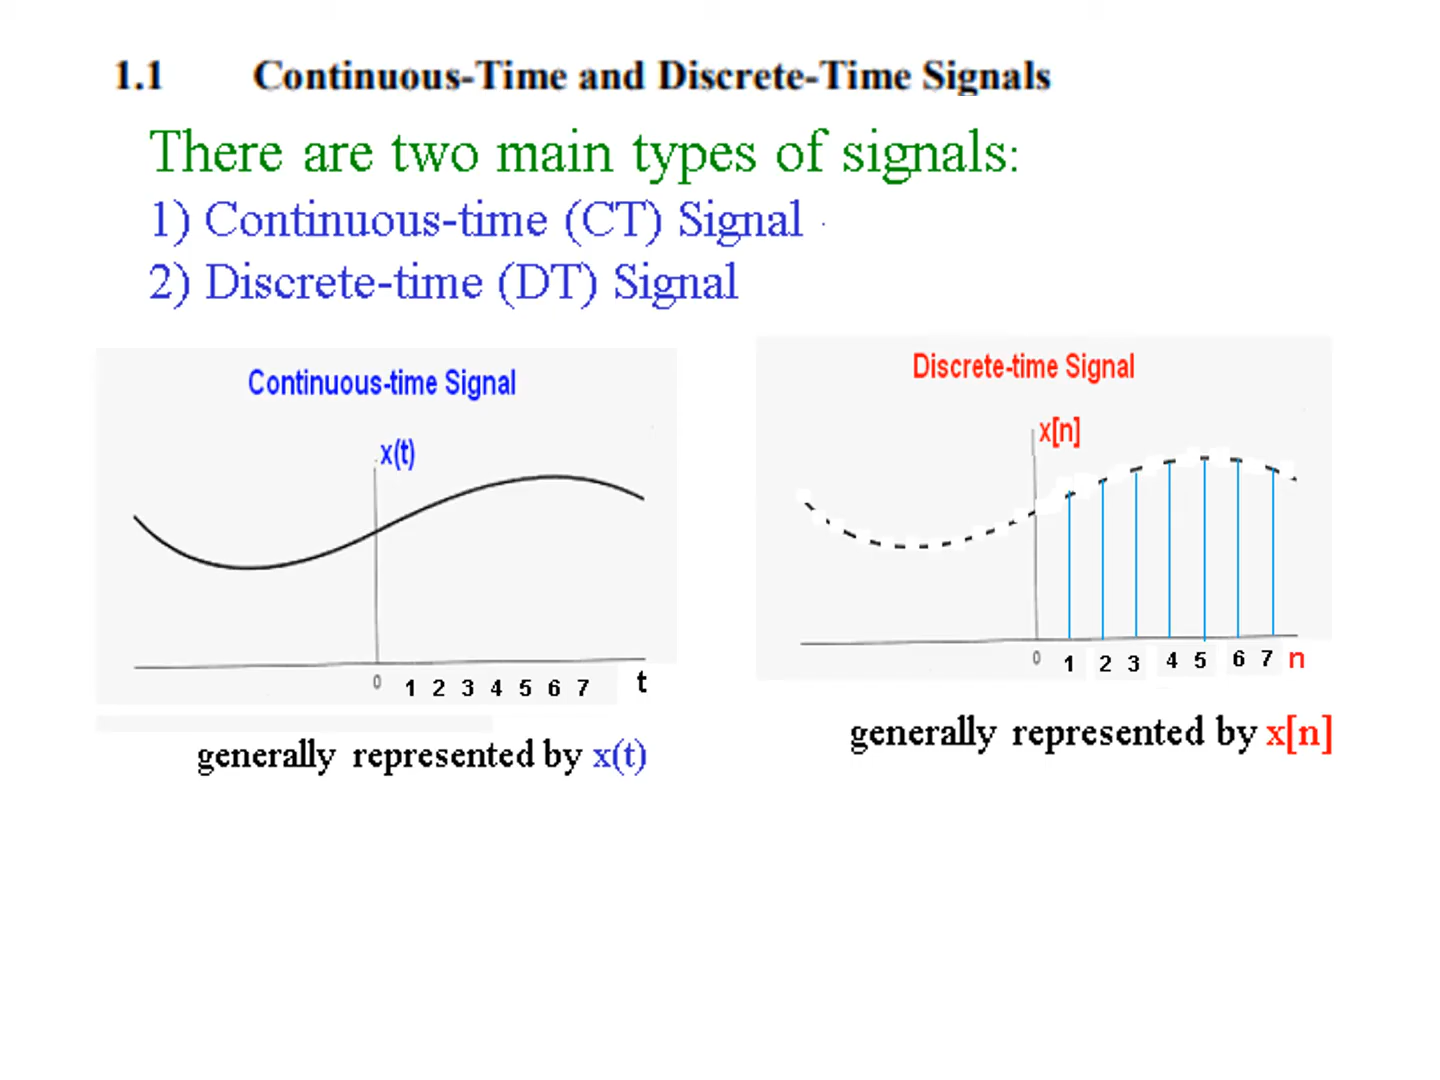 1.1 Continuous-Time and Discrete-Time Signals
There are two main types of signals:
1) Continuous-time (CT) Signal
2) Discrete-time (DT) Signal
Continuous-time Signal
x(t)
0 1 2 3 4 5 6 7 t
generally represented by x(t)
Discrete-time Signal
x[n]
0 1 2 3 4 5 6 7 n
generally represented by x[n]